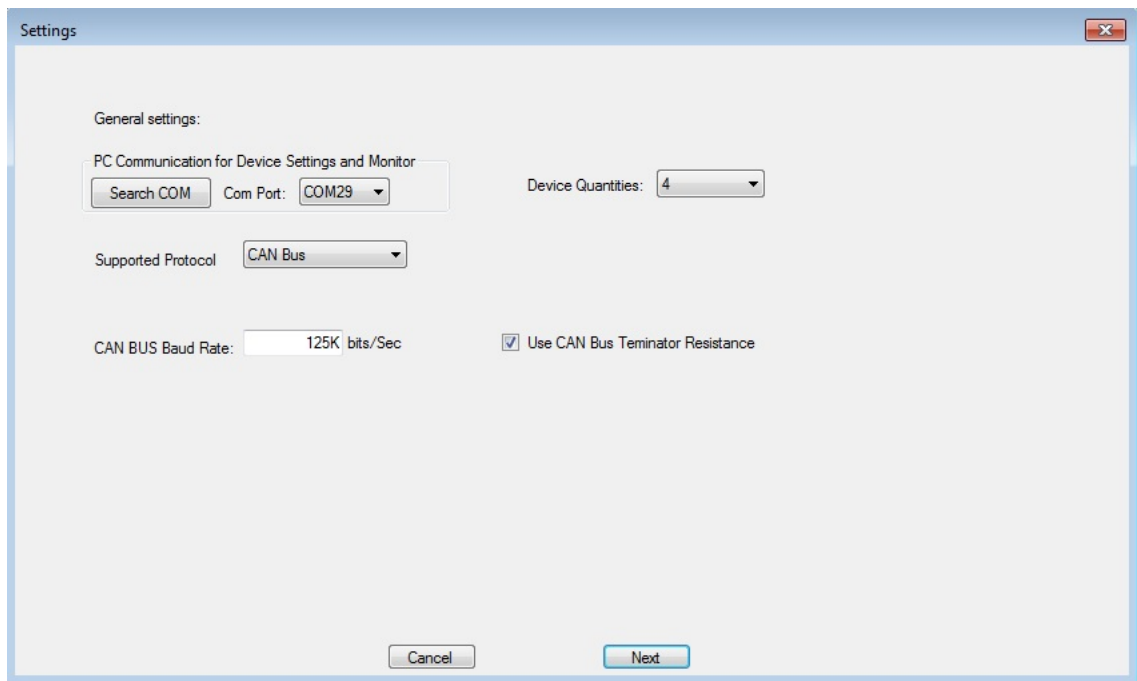 Settings
General settings:
PC Communication for Device Settings and Monitor
Search COM Com Port: COM29 Device Quantities: 4
Supported Protocol CAN Bus
CAN BUS Baud Rate: 125K bits/Sec Use CAN Bus Teminator Resistance
Cancel Next